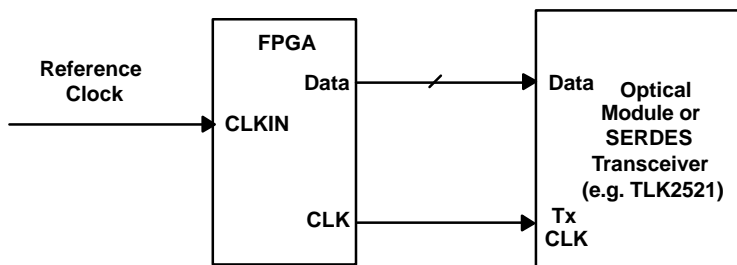 Reference
Clock
FPGA
Data
CLKIN
CLK
Data
Optical
Module or
SERDES
Transceiver
(e.g. TLK2521)
Tx
CLK